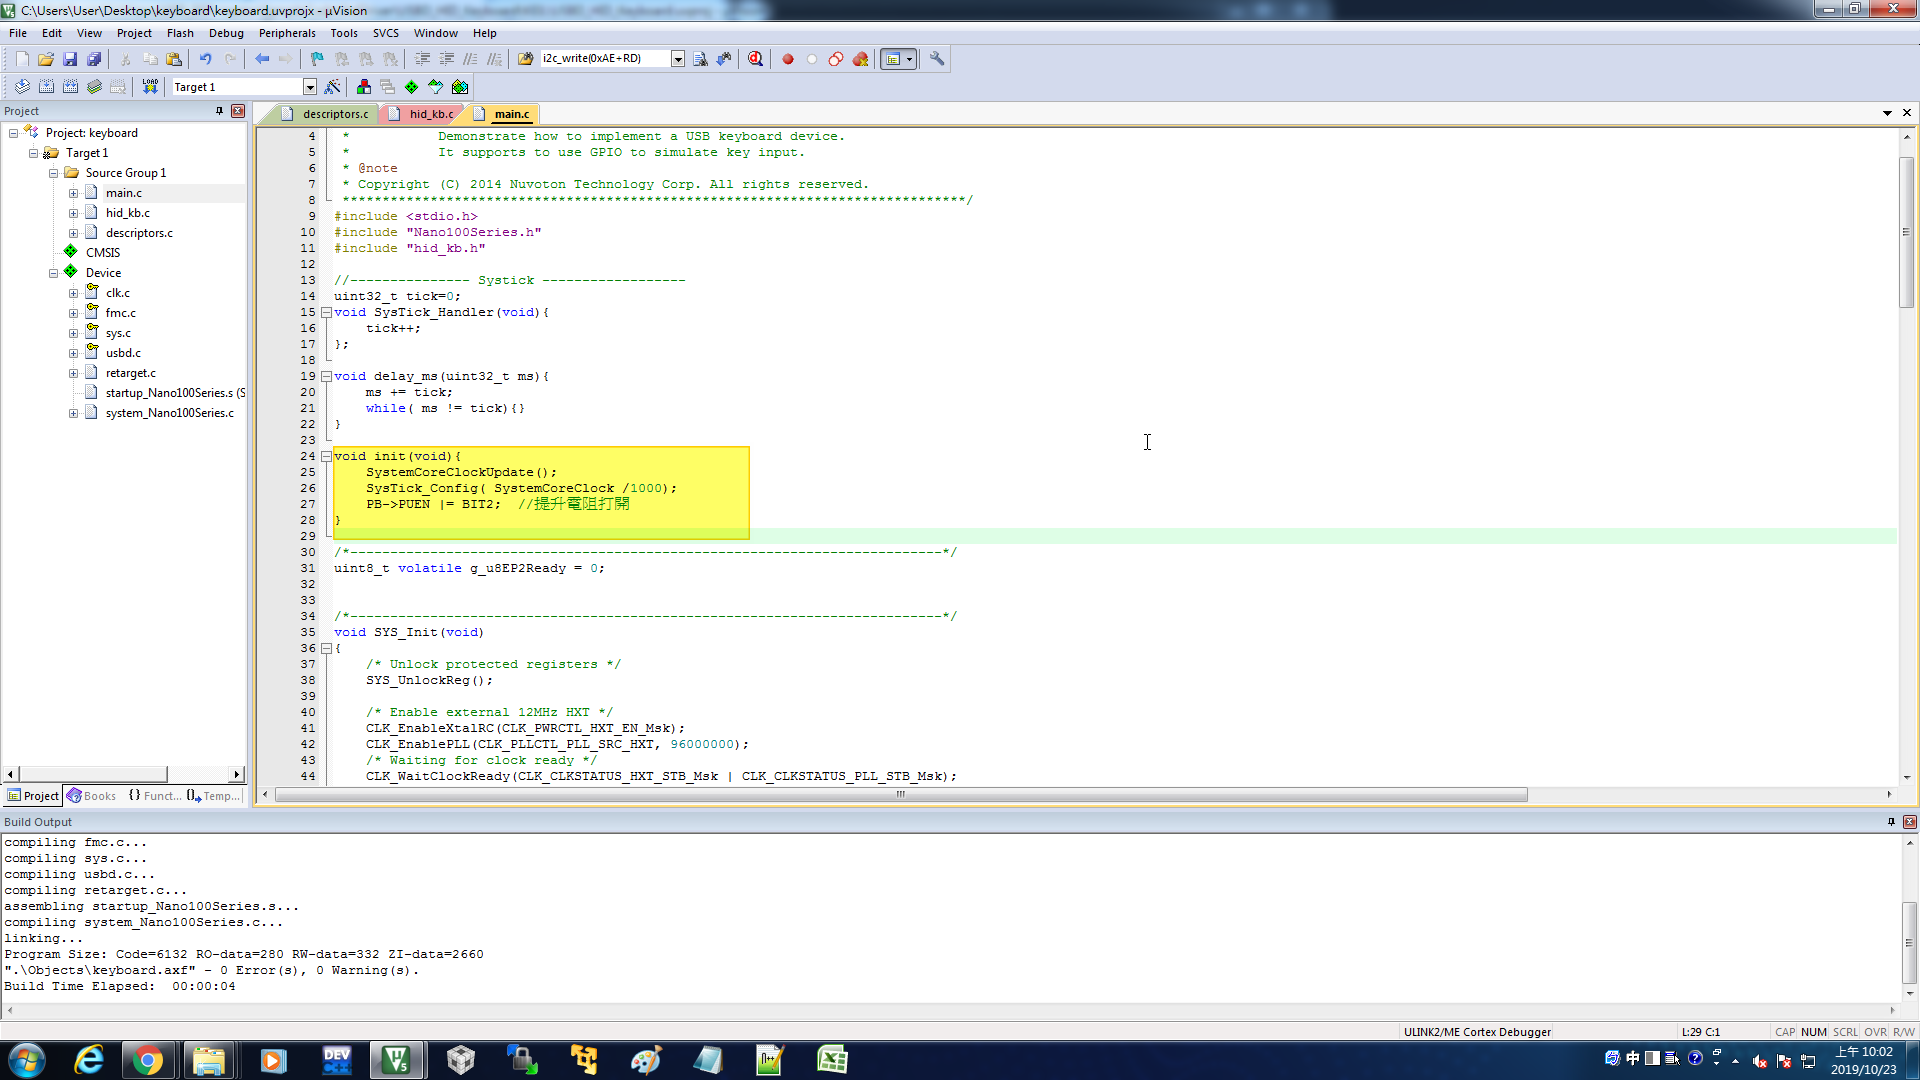 C:\Users\User\Desktop\keyboard\keyboard.uvprojx - µVision
File Edit View Project Flash Debug Peripherals Tools SVCS Window Help
i2c_write(0xAE+RD)
LOAD Target 1
Project
descriptors.c hid_kb.c main.c
Project: keyboard
Target 1
Source Group 1
main.c
hid_kb.c
descriptors.c
CMSIS
Device
clk.c
fmc.c
sys.c
usbd.c
retarget.c
startup_Nano100Series.s (S
system_Nano100Series.c
Project Books {} Funct... Temp...
4 * Demonstrate how to implement a USB keyboard device.
5 * It supports to use GPIO to simulate key input.
6 * @note
7 * Copyright (C) 2014 Nuvoton Technology Corp. All rights reserved.
8 ******************************************************************************/
9 #include <stdio.h>
10 #include "Nano100Series.h"
11 #include "hid_kb.h"
12
13 //--------------- Systick ------------------
14 uint32_t tick=0;
15 void SysTick_Handler(void){
16 tick++;
17 };
18
19 void delay_ms(uint32_t ms){
20 ms += tick;
21 while( ms != tick){}
22 }
23
24 void init(void){
25 SystemCoreClockUpdate();
26 SysTick_Config( SystemCoreClock /1000);
27 PB->PUEN |= BIT2; //提升電阻打開
28 }
29
30 /*--------------------------------------------------------------------------*/
31 uint8_t volatile g_u8EP2Ready = 0;
32
33
34 /*--------------------------------------------------------------------------*/
35 void SYS_Init(void)
36 {
37 /* Unlock protected registers */
38 SYS_UnlockReg();
39
40 /* Enable external 12MHz HXT */
41 CLK_EnableXtalRC(CLK_PWRCTL_HXT_EN_Msk);
42 CLK_EnablePLL(CLK_PLLCTL_PLL_SRC_HXT, 96000000);
43 /* Waiting for clock ready */
44 CLK_WaitClockReady(CLK_CLKSTATUS_HXT_STB_Msk | CLK_CLKSTATUS_PLL_STB_Msk);
Build Output
compiling fmc.c...
compiling sys.c...
compiling usbd.c...
compiling retarget.c...
assembling startup_Nano100Series.s...
compiling system_Nano100Series.c...
linking...
Program Size: Code=6132 RO-data=280 RW-data=332 ZI-data=2660
".\Objects\keyboard.axf" - 0 Error(s), 0 Warning(s).
Build Time Elapsed: 00:00:04
ULINK2/ME Cortex Debugger L:29 C:1 CAP NUM SCRL OVR R/W
DEV
中
上午 10:02
2019/10/23